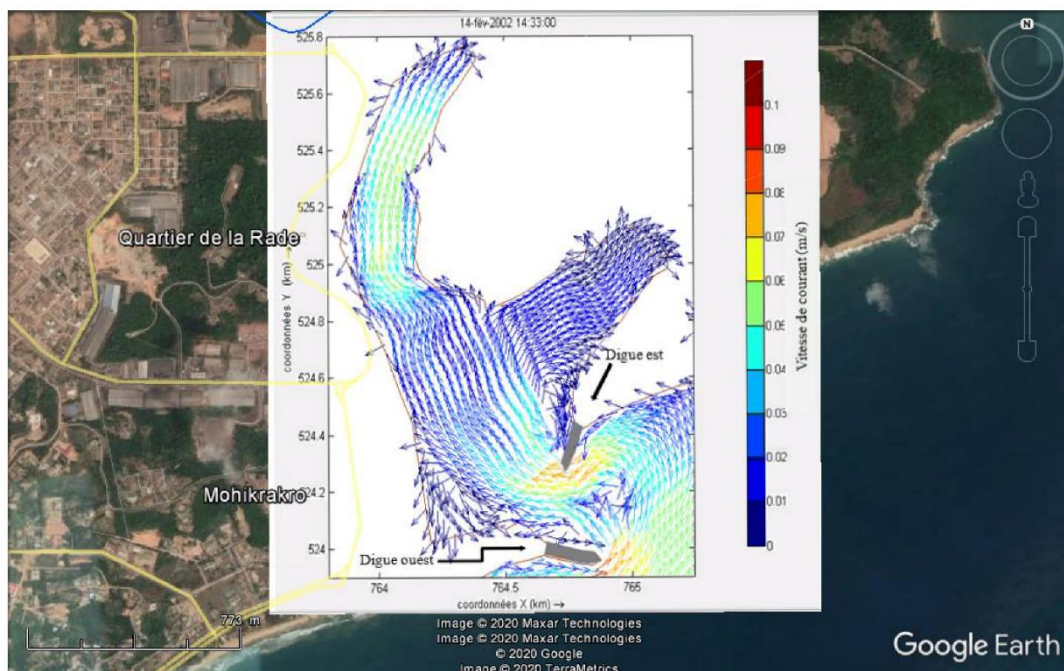 14-fév-2002 14:33:00
N
525.8
525.6
525.4
525.2
525
524.8
524.6
524.4
524.2
524
coordonnées Y (km)
764
764.5
765
coordonnées X (km) →
0.1
0.09
0.08
0.07
0.06
0.05
0.04
0.03
0.02
0.01
0
Vitesse de courant (m/s)
Quartier de la Rade
Digue est
Mohikrakro
Digue ouest
773 m
Image © 2020 Maxar Technologies
Image © 2020 Maxar Technologies
© 2020 Google
Image © 2020 TerraMetrics
Google Earth